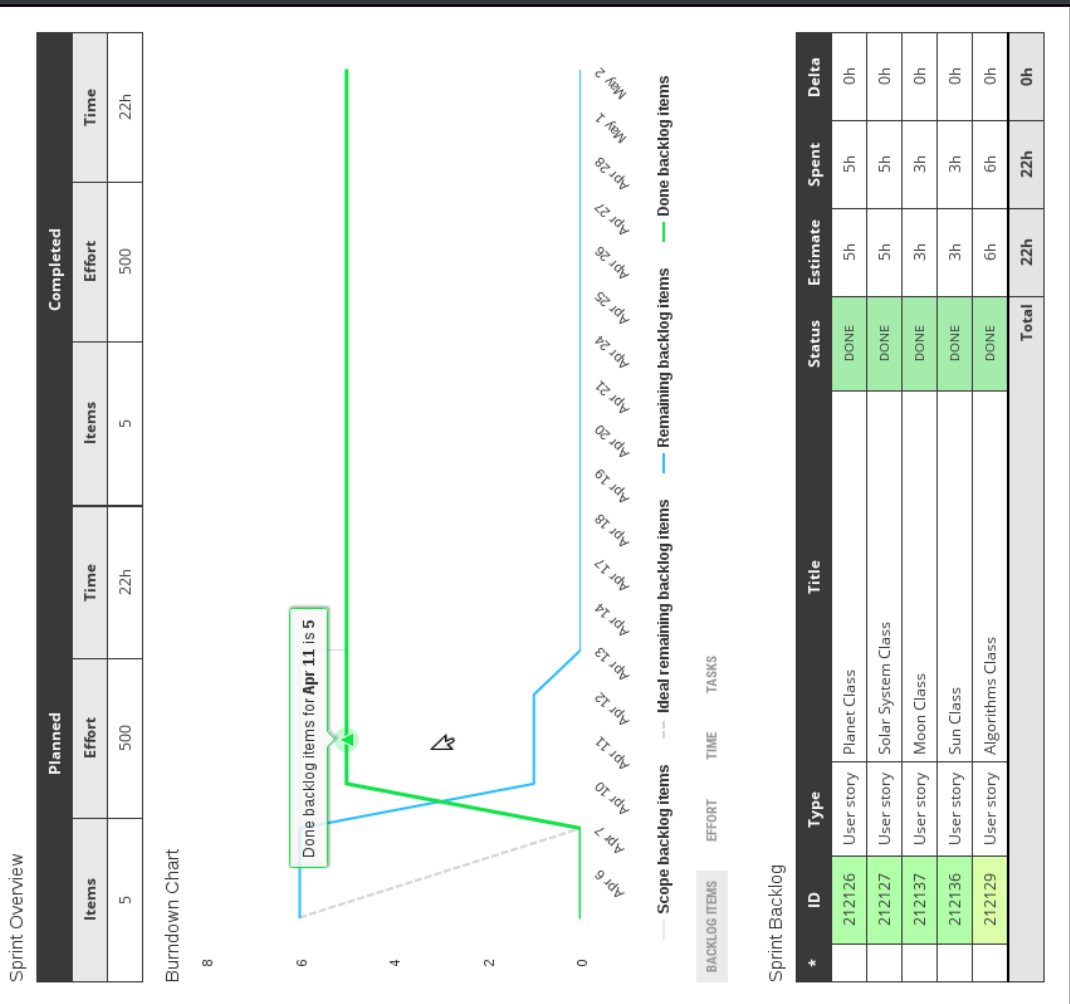 Sprint Overview
Planned Completed
Items Effort Time Items Effort Time
5 500 22h 5 500 22h
Burndown Chart
8
6
4
2
0
Done backlog items for Apr 11 is 5
Apr 6 Apr 7 Apr 10 Apr 11 Apr 12 Apr 13 Apr 14 Apr 17 Apr 18 Apr 19 Apr 20 Apr 21 Apr 24 Apr 25 Apr 26 Apr 27 Apr 28 May 1 May 2
Scope backlog items Ideal remaining backlog items Remaining backlog items Done backlog items
BACKLOG ITEMS EFFORT TIME TASKS
Sprint Backlog
* ID Type Title Status Estimate Spent Delta
212126 User story Planet Class DONE 5h 5h 0h
212127 User story Solar System Class DONE 5h 5h 0h
212137 User story Moon Class DONE 3h 3h 0h
212136 User story Sun Class DONE 3h 3h 0h
212129 User story Algorithms Class DONE 6h 6h 0h
Total 22h 22h 0h